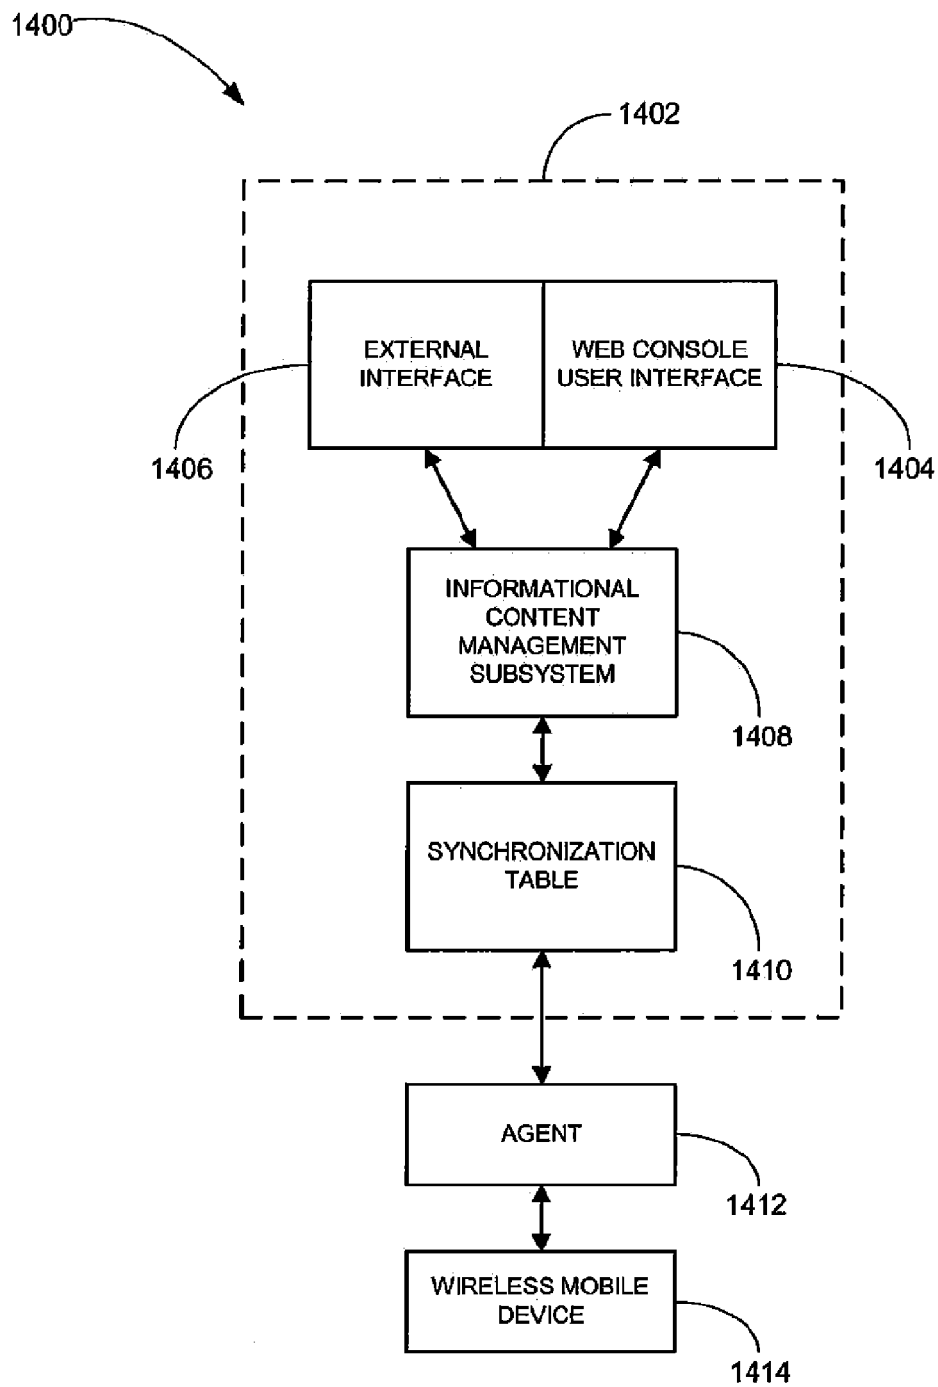 1400
1402
EXTERNAL
INTERFACE
WEB CONSOLE
USER INTERFACE
1406
1404
INFORMATIONAL
CONTENT
MANAGEMENT
SUBSYSTEM
1408
SYNCHRONIZATION
TABLE
1410
AGENT
1412
WIRELESS MOBILE
DEVICE
1414